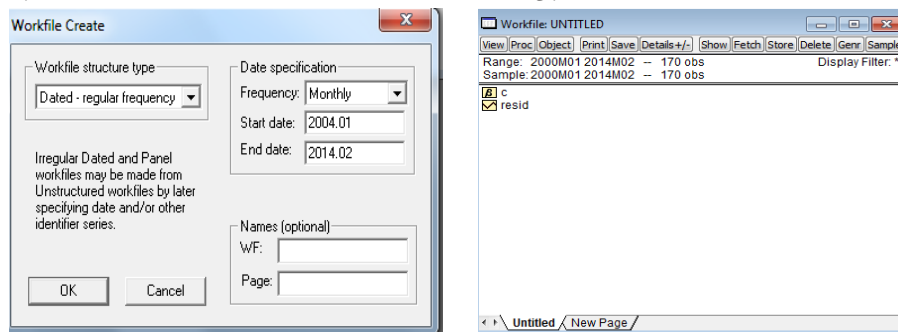 Workfile Create
Workfile structure type
Dated - regular frequency
Irregular Dated and Panel
workfiles may be made from
Unstructured workfiles by later
specifying date and/or other
identifier series.
OK Cancel
Date specification
Frequency: Monthly
Start date: 2004.01
End date: 2014.02
Names (optional)
WF:
Page:
Workfile: UNTITLED
View Proc Object Print Save Details+/- Show Fetch Store Delete Genr Sample
Range: 2000M01 2014M02 -- 170 obs Display Filter: *
Sample: 2000M01 2014M02 -- 170 obs
β c
resid
Untitled New Page